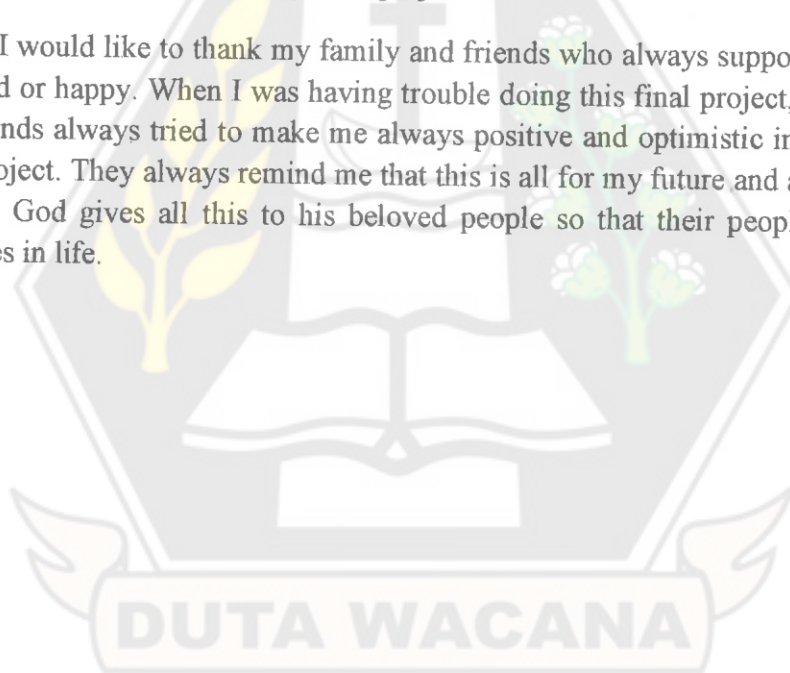 I would like to thank my family and friends who always suppo
d or happy. When I was having trouble doing this final project,
nds always tried to make me always positive and optimistic in
oject. They always remind me that this is all for my future and a
God gives all this to his beloved people so that their peop
es in life.
DUTA WACANA